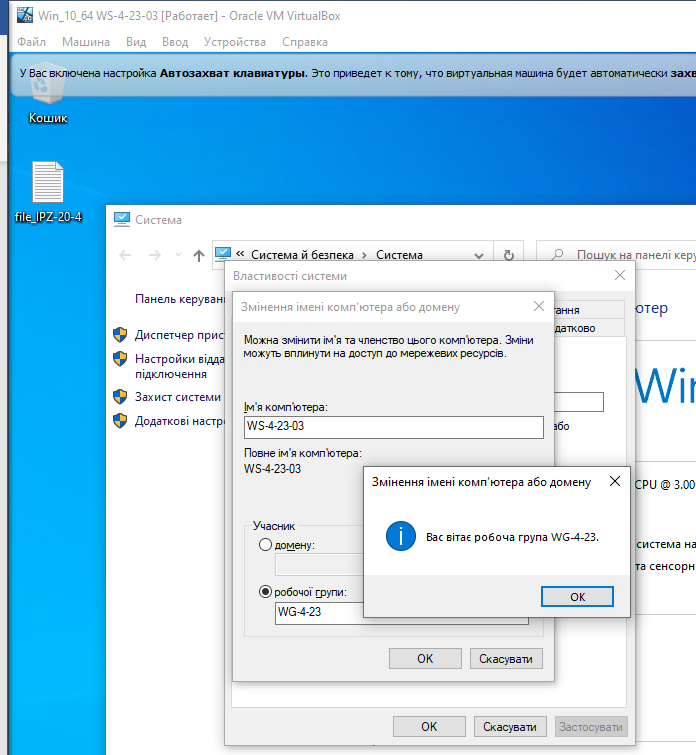 Win_10_64 WS-4-23-03 [Работает] - Oracle VM VirtualBox
Файл Машина Вид Ввод Устройства Справка
У Вас включена настройка Автозахват клавиатуры. Это приведет к тому, что виртуальная машина будет автоматически захв
Кошик
file_IPZ-20-4
Система
« Система й безпека › Система
Пошук на панелі керу
Панель керуван
Диспетчер прис
Настройки відда
підключення
Захист системи
Додаткові настро
Властивості системи
тання
одатково
або
Змінення імені комп'ютера або домену
Можна змінити ім'я та членство цього комп'ютера. Зміни
можуть вплинути на доступ до мережевих ресурсів.
Ім'я комп'ютера:
WS-4-23-03
Повне ім'я комп'ютера:
WS-4-23-03
Учасник
домену:
робочої групи:
WG-4-23
OK Скасувати
Змінення імені комп'ютера або домену
Вас вітає робоча група WG-4-23.
OK
OK Скасувати Застосувати
ютер
Win
CPU @ 3.00
система на
та сенсорн